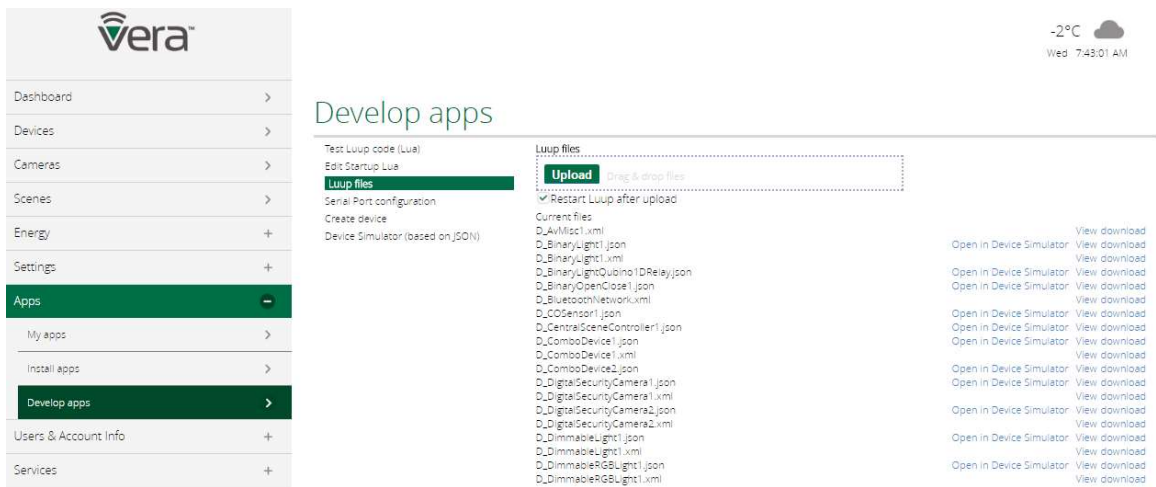 vera™
-2°C
Wed 7:43:01 AM
Dashboard
Devices
Cameras
Scenes
Energy
Settings
Apps
My apps
Install apps
Develop apps
Users & Account Info
Services
Develop apps
Test Luup code (Lua)
Edit Startup Lua
Luup files
Serial Port configuration
Create device
Device Simulator (based on JSON)
Luup files
Upload Drag & drop files
Restart Luup after upload
Current files
D_AvMisc1.xml View download
D_BinaryLight1.json Open in Device Simulator View download
D_BinaryLight1.xml View download
D_BinaryLightQubino1DRelay.json Open in Device Simulator View download
D_BinaryOpenClose1.json Open in Device Simulator View download
D_BluetoothNetwork.xml View download
D_COSensor1.json Open in Device Simulator View download
D_CentralSceneController1.json Open in Device Simulator View download
D_ComboDevice1.json Open in Device Simulator View download
D_ComboDevice1.xml View download
D_ComboDevice2.json Open in Device Simulator View download
D_DigitalSecurityCamera1.json Open in Device Simulator View download
D_DigitalSecurityCamera1.xml View download
D_DigitalSecurityCamera2.json Open in Device Simulator View download
D_DigitalSecurityCamera2.xml View download
D_DimmableLight1.json Open in Device Simulator View download
D_DimmableLight1.xml View download
D_DimmableRGBLight1.json Open in Device Simulator View download
D_DimmableRGBLight1.xml View download